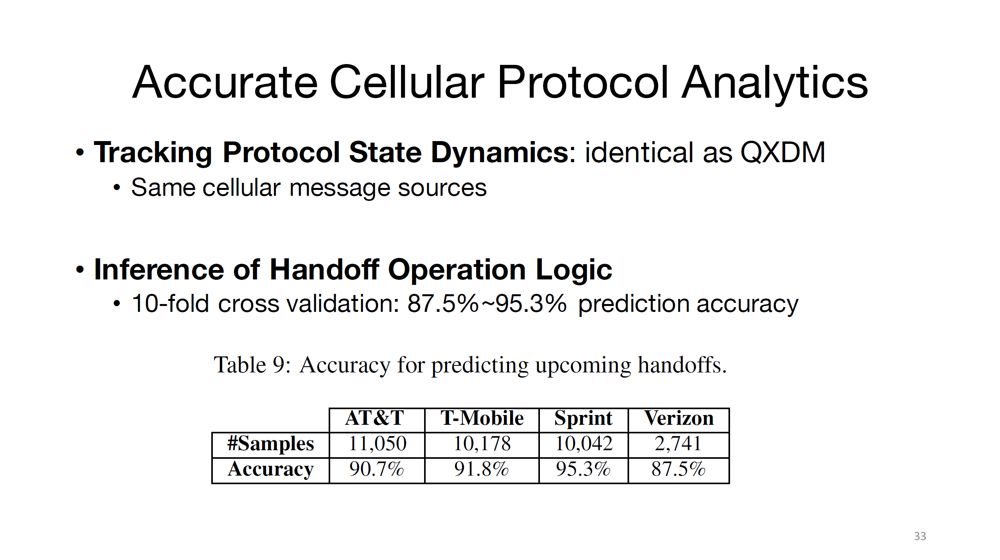 Accurate Cellular Protocol Analytics
• Tracking Protocol State Dynamics: identical as QXDM
• Same cellular message sources
• Inference of Handoff Operation Logic
• 10-fold cross validation: 87.5%~95.3% prediction accuracy
Table 9: Accuracy for predicting upcoming handoffs.
AT&T T-Mobile Sprint Verizon
#Samples 11,050 10,178 10,042 2,741
Accuracy 90.7% 91.8% 95.3% 87.5%
33